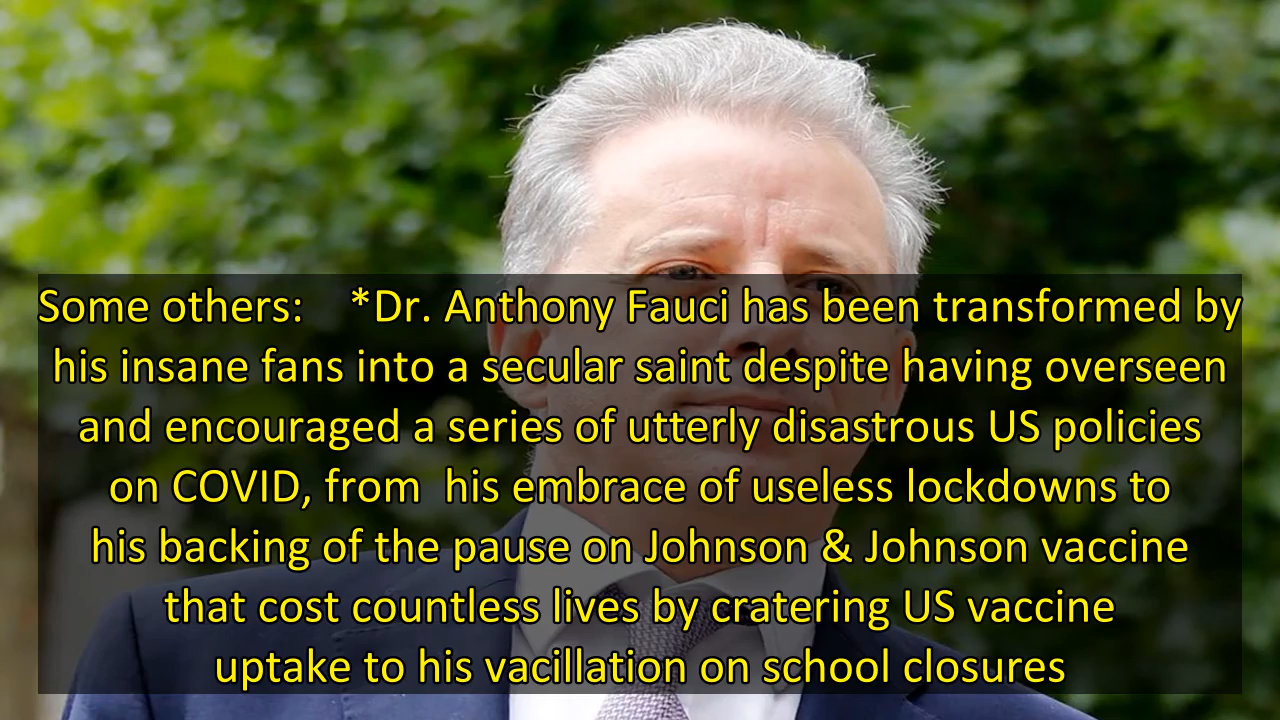 Some others:    *Dr. Anthony Fauci has been transformed by
his insane fans into a secular saint despite having overseen
and encouraged a series of utterly disastrous US policies
on COVID, from  his embrace of useless lockdowns to
his backing of the pause on Johnson & Johnson vaccine
that cost countless lives by cratering US vaccine
uptake to his vacillation on school closures